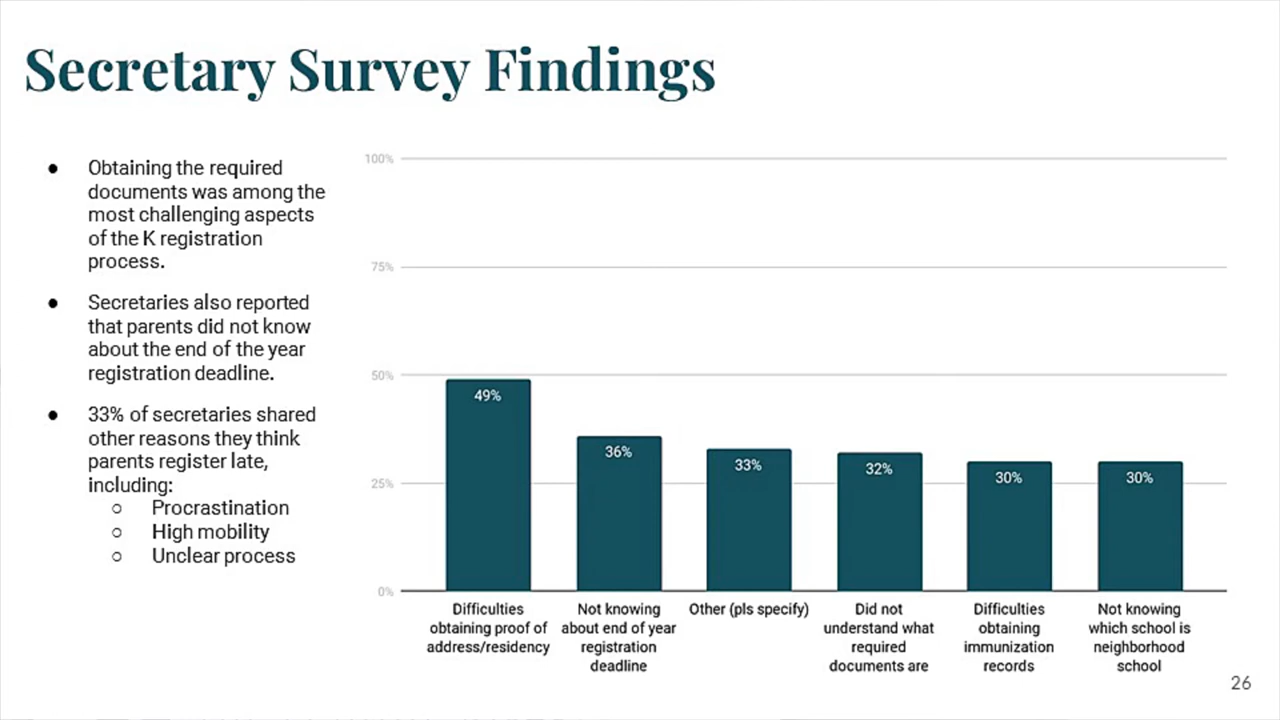 Secretary Survey Findings
● Obtaining the required
documents was among the
most challenging aspects
of the K registration
process.
● Secretaries also reported
that parents did not know
about the end of the year
registration deadline.
● 33% of secretaries shared
other reasons they think
parents register late,
including:
○ Procrastination
○ High mobility
○ Unclear process
100%
75%
50%
25%
0%
49%
36%
33%
32%
30%
30%
Difficulties
obtaining proof of
address/residency
Not knowing
about end of year
registration
deadline
Other (pls specify)
Did not
understand what
required
documents are
Difficulties
obtaining
immunization
records
Not knowing
which school is
neighborhood
school
26